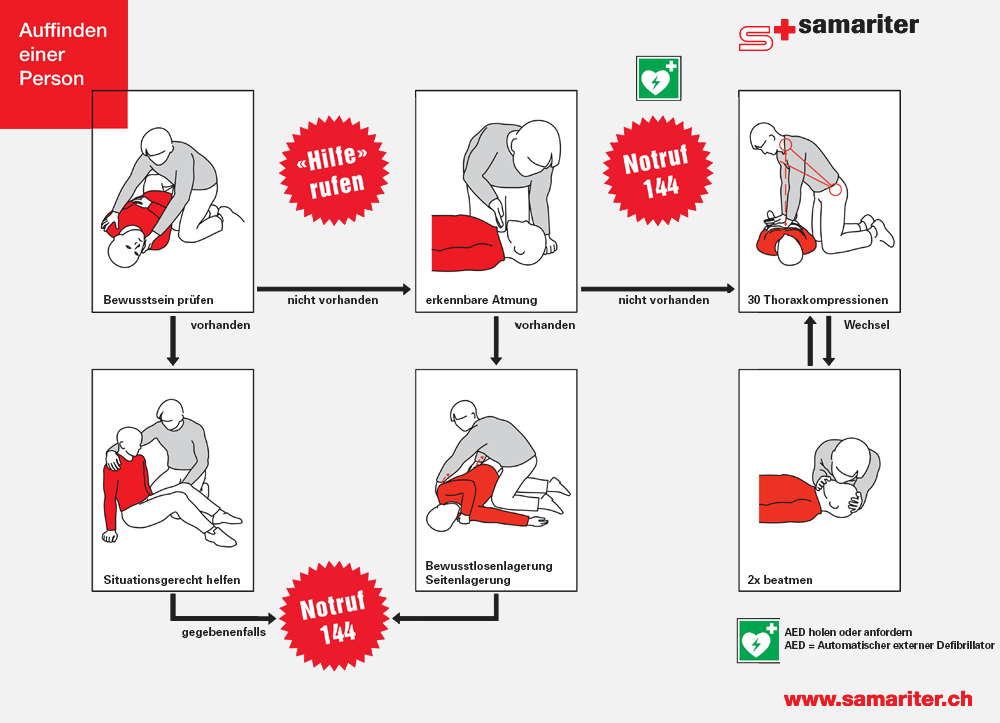 Auffinden
einer
Person
samariter
«Hilfe»
rufen
Notruf
144
Bewusstsein prüfen
nicht vorhanden
erkennbare Atmung
nicht vorhanden
30 Thoraxkompressionen
vorhanden
vorhanden
Wechsel
Situationsgerecht helfen
Bewusstlosenlagerung
Seitenlagerung
2x beatmen
gegebenenfalls
Notruf
144
AED holen oder anfordern
AED = Automatischer externer Defibrillator
www.samariter.ch